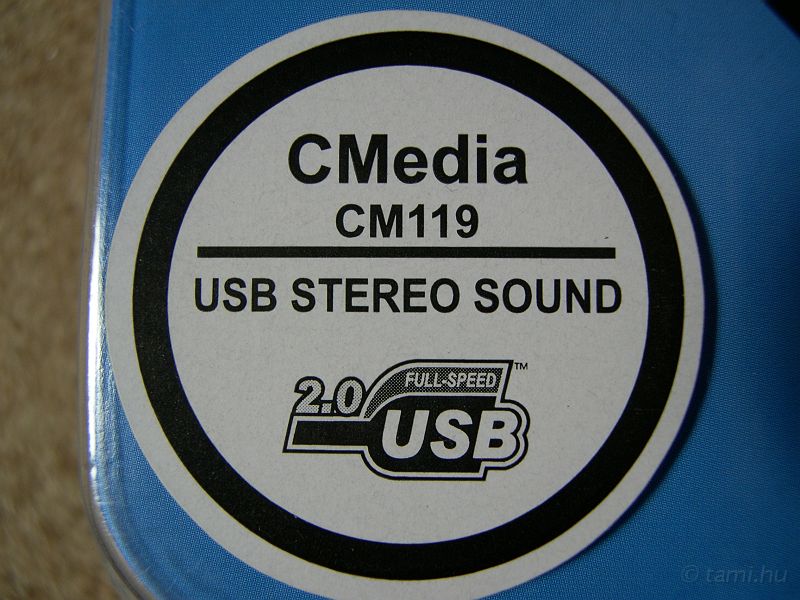 CMedia
CM119
USB STEREO SOUND
2.0 FULL-SPEED ™
USB
© tami.hu